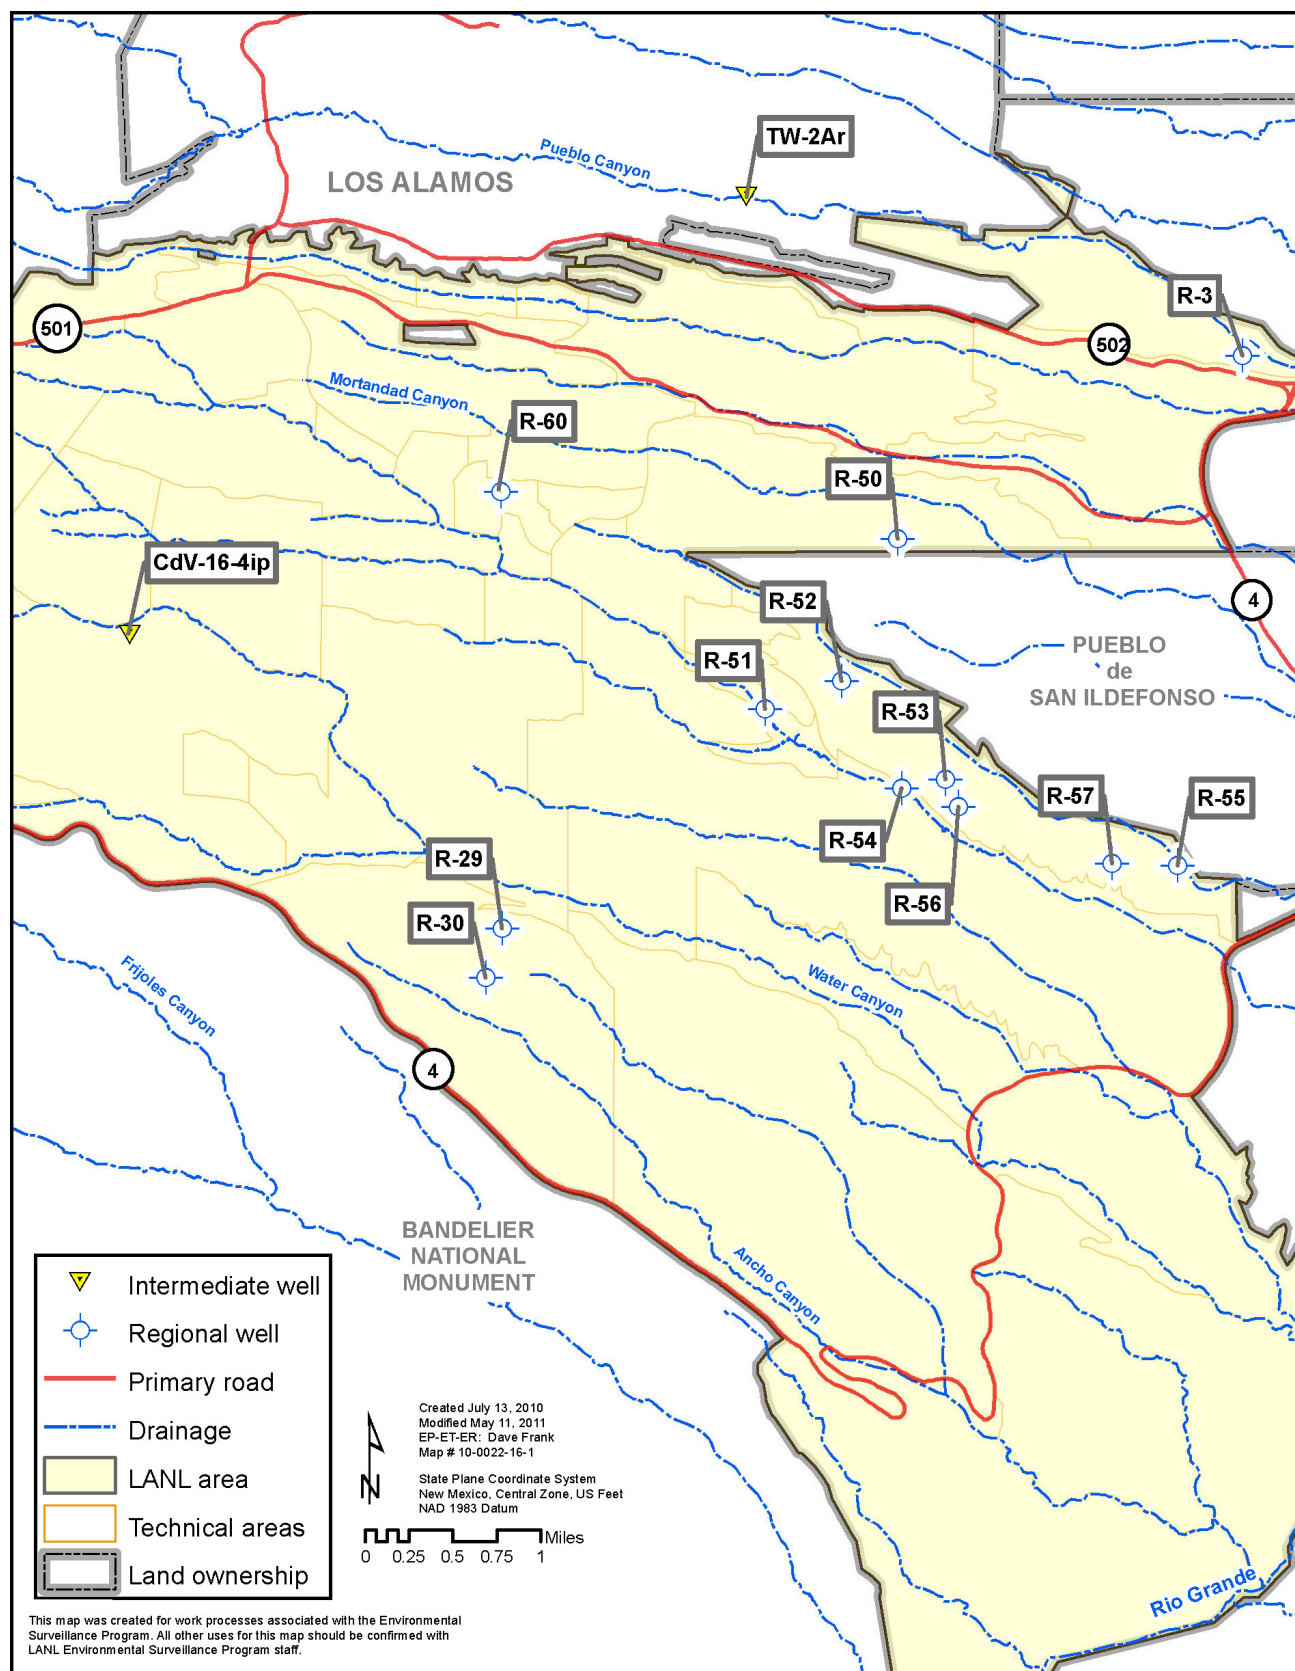 TW-2Ar
Pueblo Canyon
LOS ALAMOS
R-3
501
502
Mortandad Canyon
R-60
R-50
CdV-16-4ip
R-52
4
PUEBLO
de
SAN ILDEFONSO
R-51
R-53
R-57
R-55
R-54
R-29
R-56
R-30
Frijoles Canyon
Water Canyon
4
BANDELIER
NATIONAL
MONUMENT
Ancho Canyon
Intermediate well
Regional well
Primary road
Drainage
LANL area
Technical areas
Land ownership
Created July 13, 2010
Modified May 11, 2011
EP-ET-ER: Dave Frank
Map # 10-0022-16-1
State Plane Coordinate System
New Mexico, Central Zone, US Feet
NAD 1983 Datum
N
Miles
0 0.25 0.5 0.75 1
Rio Grande
This map was created for work processes associated with the Environmental
Surveillance Program. All other uses for this map should be confirmed with
LANL Environmental Surveillance Program staff.